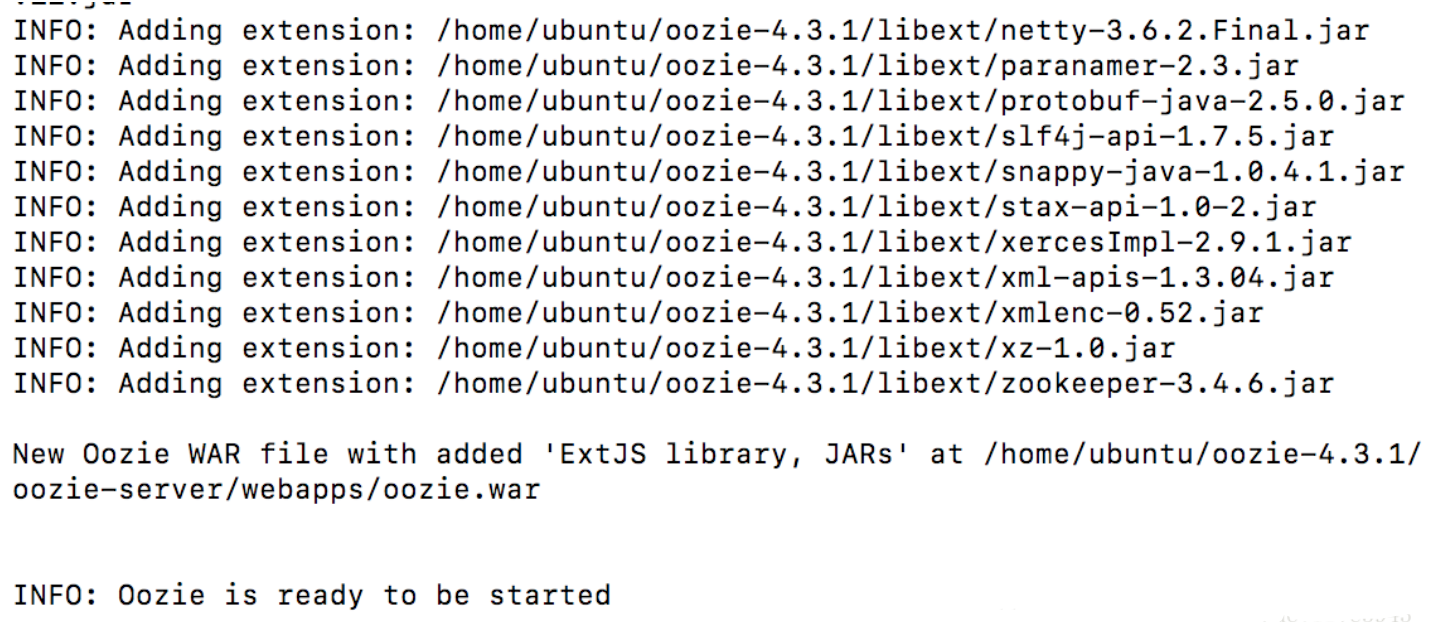 INFO: Adding extension: /home/ubuntu/oozie-4.3.1/libext/netty-3.6.2.Final.jar
INFO: Adding extension: /home/ubuntu/oozie-4.3.1/libext/paranamer-2.3.jar
INFO: Adding extension: /home/ubuntu/oozie-4.3.1/libext/protobuf-java-2.5.0.jar
INFO: Adding extension: /home/ubuntu/oozie-4.3.1/libext/slf4j-api-1.7.5.jar
INFO: Adding extension: /home/ubuntu/oozie-4.3.1/libext/snappy-java-1.0.4.1.jar
INFO: Adding extension: /home/ubuntu/oozie-4.3.1/libext/stax-api-1.0-2.jar
INFO: Adding extension: /home/ubuntu/oozie-4.3.1/libext/xercesImpl-2.9.1.jar
INFO: Adding extension: /home/ubuntu/oozie-4.3.1/libext/xml-apis-1.3.04.jar
INFO: Adding extension: /home/ubuntu/oozie-4.3.1/libext/xmlenc-0.52.jar
INFO: Adding extension: /home/ubuntu/oozie-4.3.1/libext/xz-1.0.jar
INFO: Adding extension: /home/ubuntu/oozie-4.3.1/libext/zookeeper-3.4.6.jar
New Oozie WAR file with added 'ExtJS library, JARs' at /home/ubuntu/oozie-4.3.1/
oozie-server/webapps/oozie.war
INFO: Oozie is ready to be started